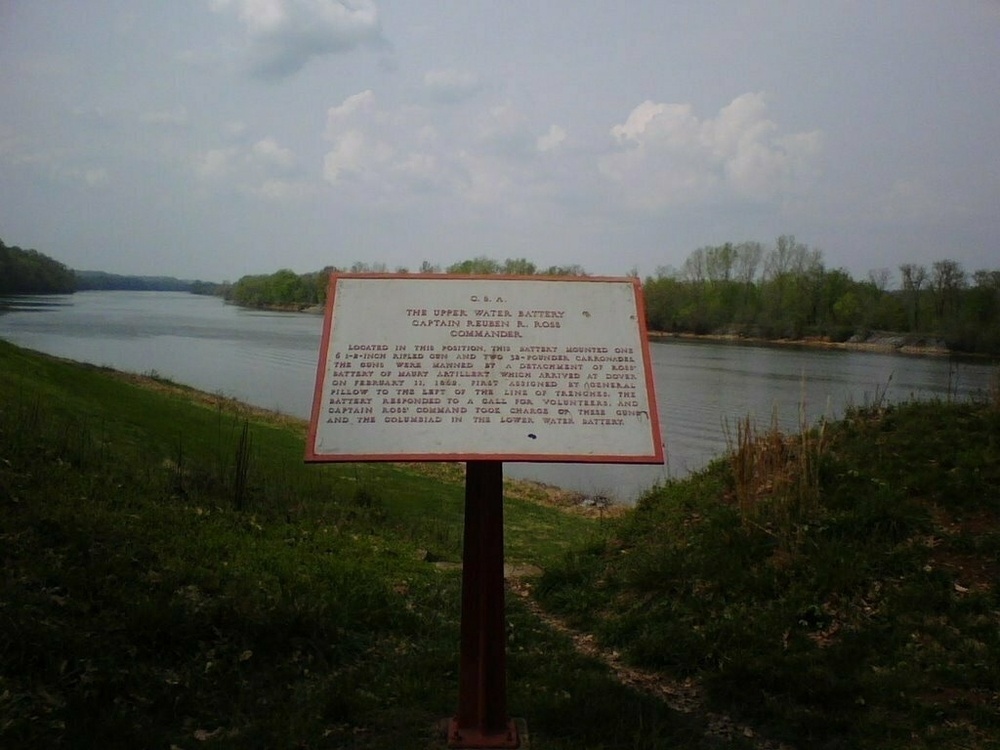 C. S. A.
THE UPPER WATER BATTERY
CAPTAIN REUBEN R. ROSS
COMMANDER
LOCATED IN THIS POSITION, THIS BATTERY MOUNTED ONE
6 1-2-INCH RIFLED GUN AND TWO 32-POUNDER CARRONADES.
THE GUNS WERE MANNED BY A DETACHMENT OF ROSS'
BATTERY OF MAURY ARTILLERY WHICH ARRIVED AT DOVER
ON FEBRUARY 11, 1862. FIRST ASSIGNED BY GENERAL
PILLOW TO THE LEFT OF THE LINE OF TRENCHES, THE
BATTERY RESPONDED TO A CALL FOR VOLUNTEERS, AND
CAPTAIN ROSS' COMMAND TOOK CHARGE OF THESE GUNS
AND THE COLUMBIAD IN THE LOWER WATER BATTERY.